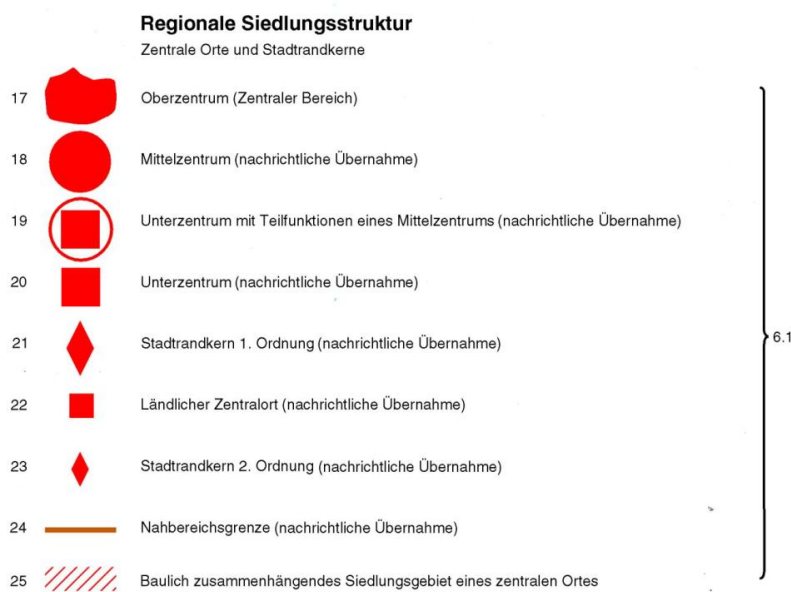 Regionale Siedlungsstruktur
Zentrale Orte und Stadtrandkerne
17 Oberzentrum (Zentraler Bereich)
18 Mittelzentrum (nachrichtliche Übernahme)
19 Unterzentrum mit Teilfunktionen eines Mittelzentrums (nachrichtliche Übernahme)
20 Unterzentrum (nachrichtliche Übernahme)
21 Stadtrandkern 1. Ordnung (nachrichtliche Übernahme) 6.1
22 Ländlicher Zentralort (nachrichtliche Übernahme)
23 Stadtrandkern 2. Ordnung (nachrichtliche Übernahme)
24 Nahbereichsgrenze (nachrichtliche Übernahme)
25 Baulich zusammenhängendes Siedlungsgebiet eines zentralen Ortes